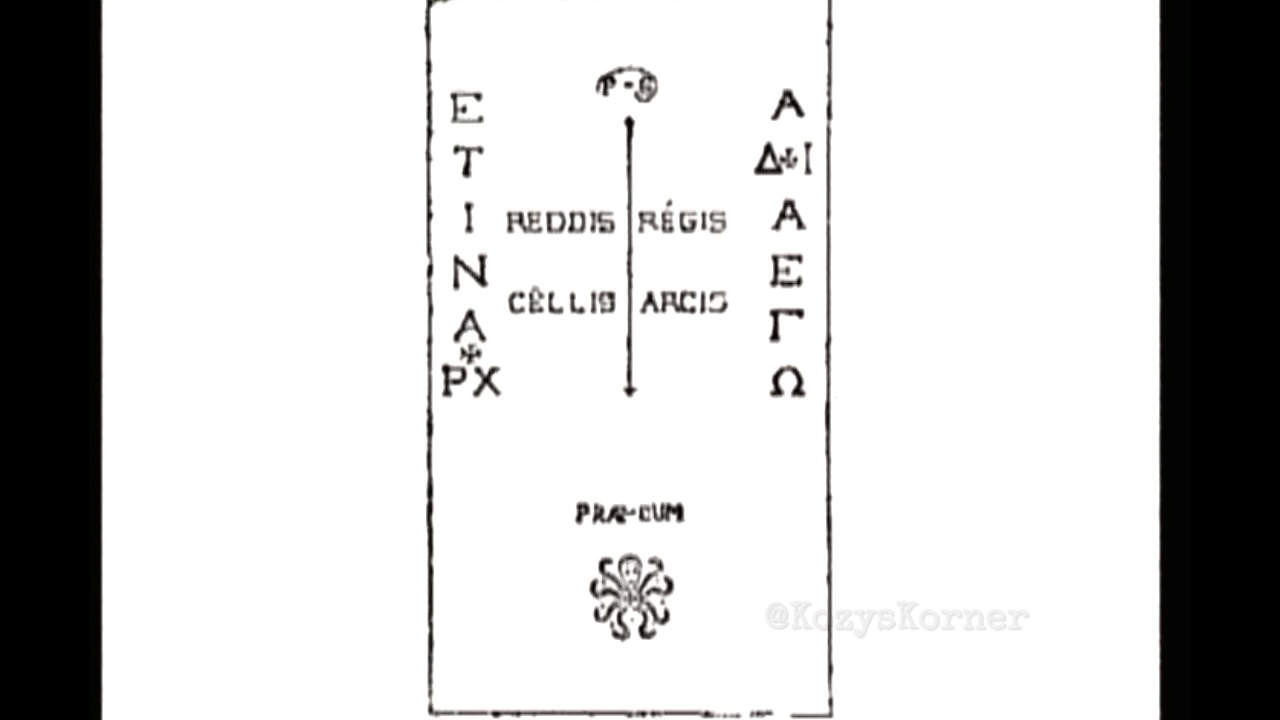 P-S
E
T
I
N
A
✠
PX
REDDIS RÉGIS
CÊLLIS ARCIS
A
Δ✠I
A
E
Γ
Ω
PRÆ-CUM
@KozysKorner